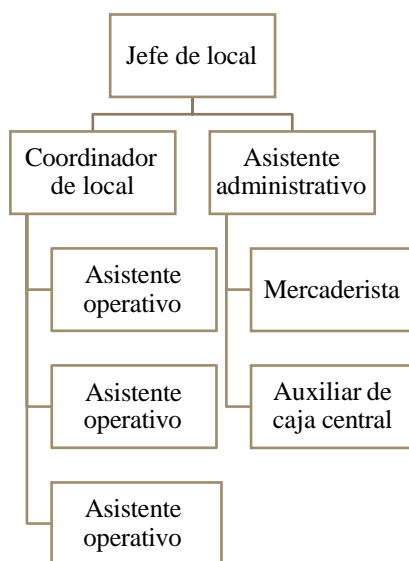 Jefe de local
Coordinador
de local
Asistente
administrativo
Asistente
operativo
Mercaderista
Asistente
operativo
Auxiliar de
caja central
Asistente
operativo